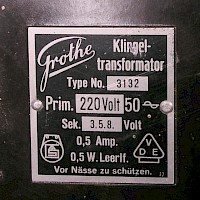 Grothe Klingel-
transformator
Type No. 3132
Prim. 220 Volt 50 ~
Sek. 3.5.8. Volt
0,5 Amp.
0,5 W. Leerlf.
VDE
Vor Nässe zu schützen.